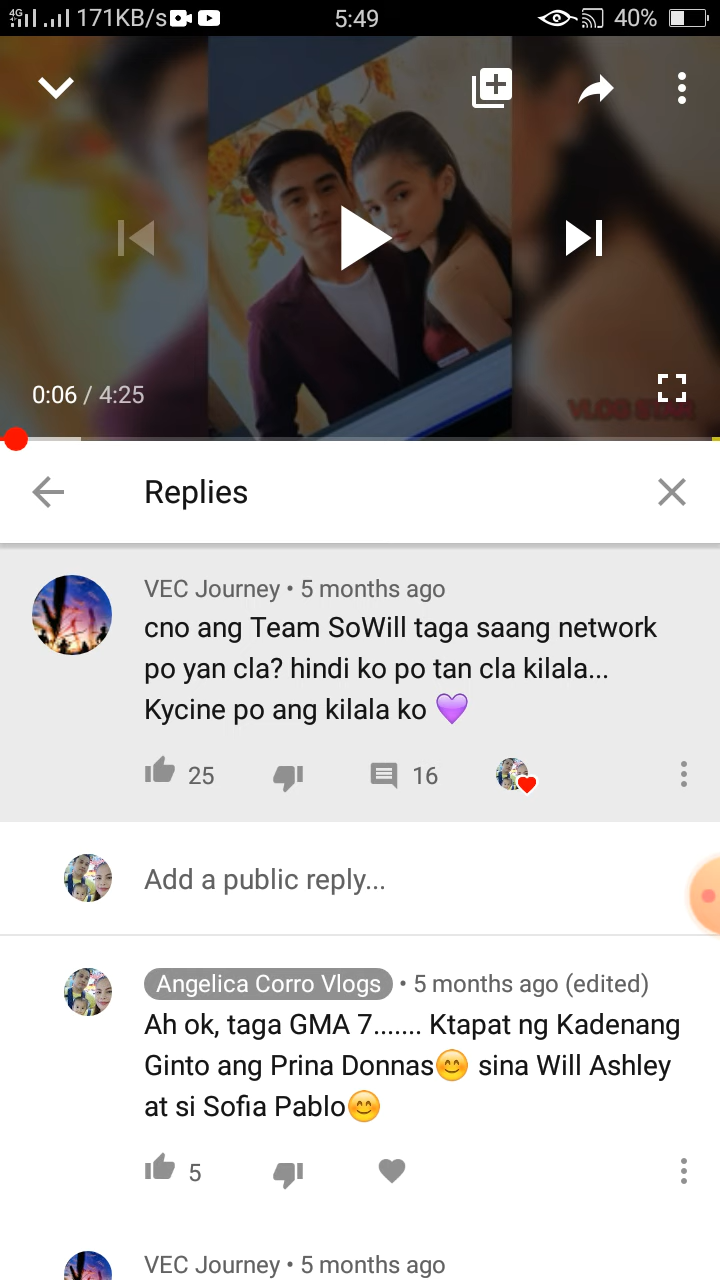 4G 171KB/s 5:49 40%
0:06 / 4:25
VLOG STAR
Replies
VEC Journey • 5 months ago
cno ang Team SoWill taga saang network
po yan cla? hindi ko po tan cla kilala...
Kycine po ang kilala ko 💜
25 16
Add a public reply...
Angelica Corro Vlogs • 5 months ago (edited)
Ah ok, taga GMA 7....... Ktapat ng Kadenang
Ginto ang Prina Donnas😊 sina Will Ashley
at si Sofia Pablo😊
5
VEC Journey • 5 months ago